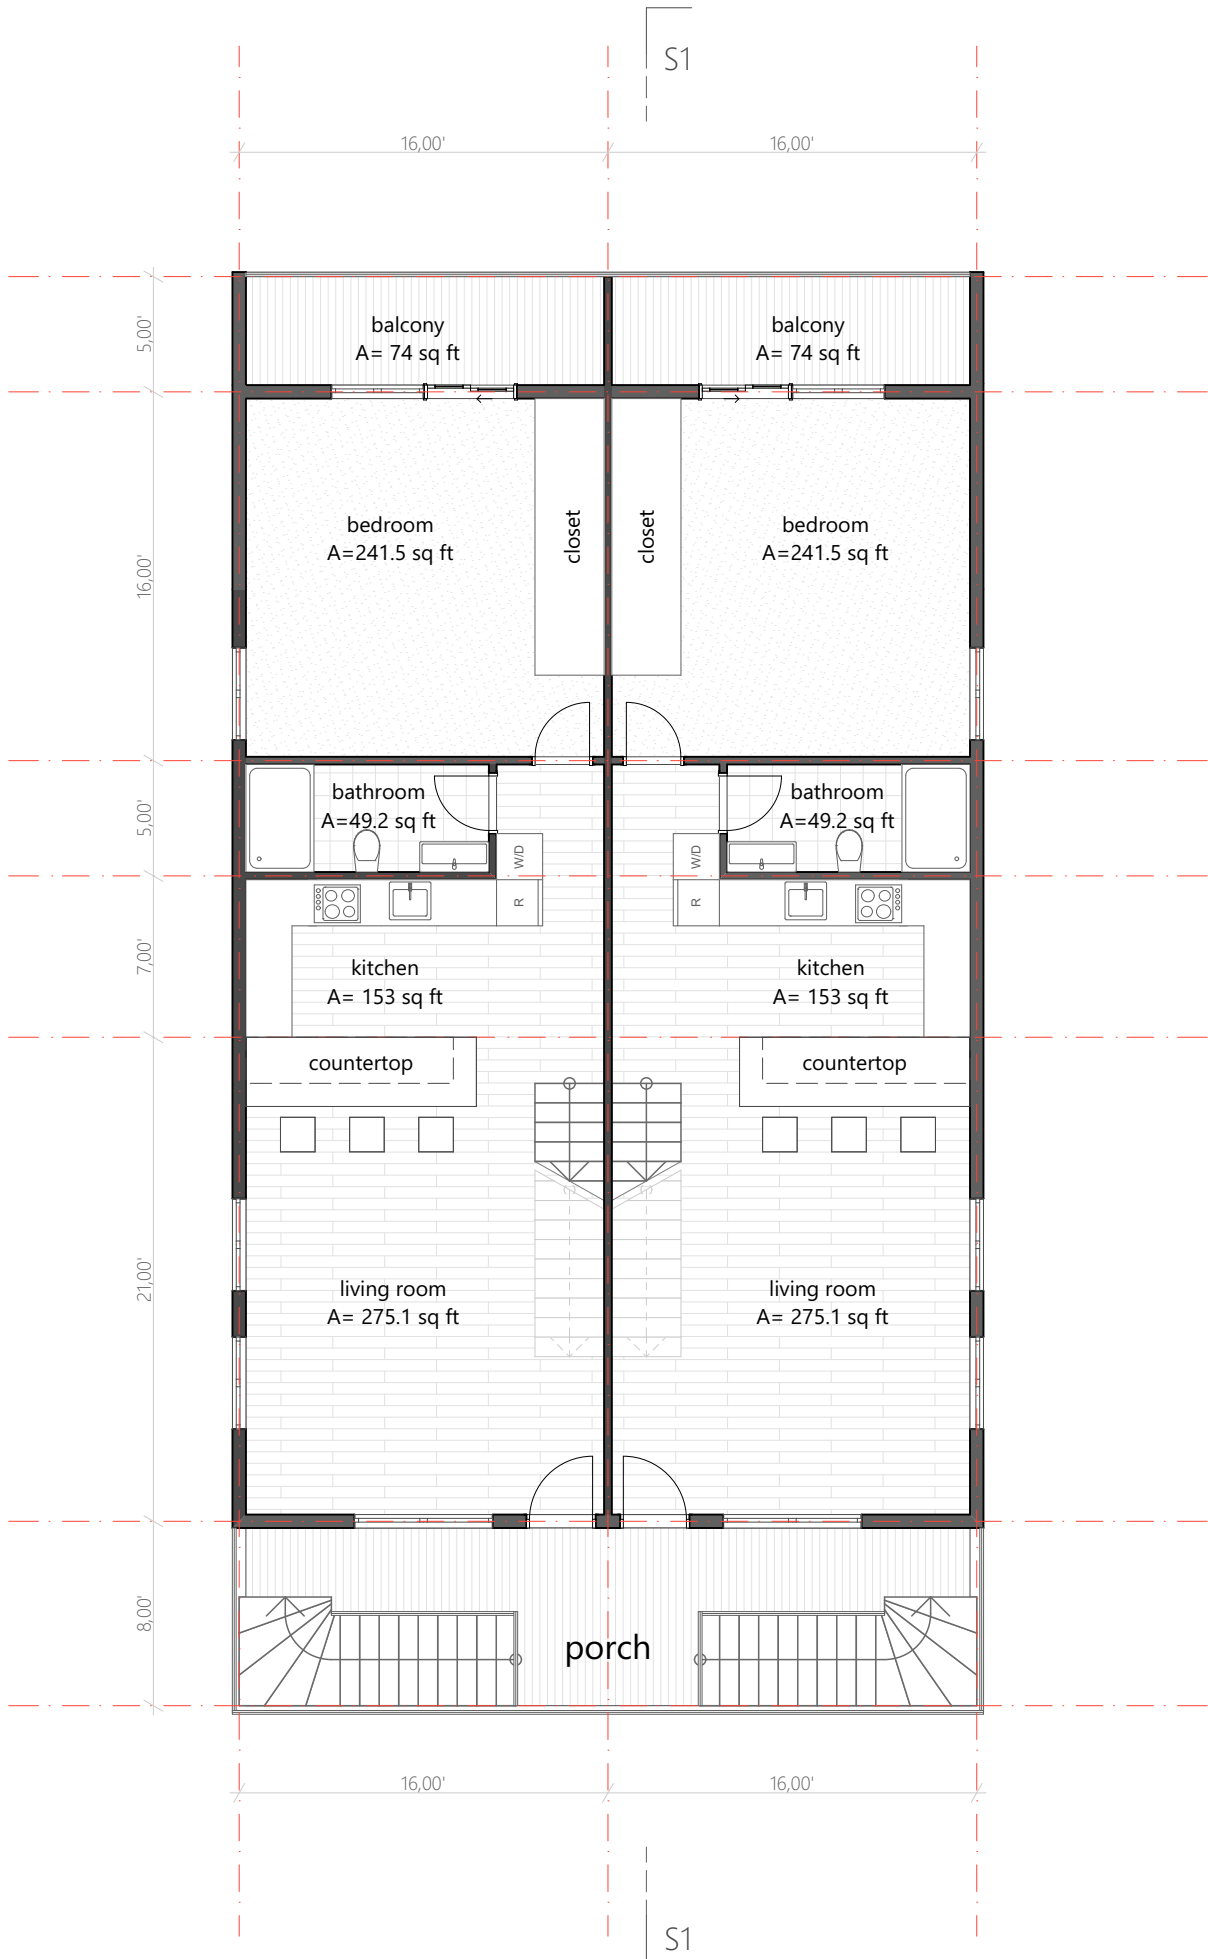 S1
16,00'
16,00'
5,00'
balcony
A= 74 sq ft
balcony
A= 74 sq ft
16,00'
bedroom
A=241.5 sq ft
closet
closet
bedroom
A=241.5 sq ft
5,00'
bathroom
A=49.2 sq ft
W/D
W/D
bathroom
A=49.2 sq ft
R
R
7,00'
kitchen
A= 153 sq ft
kitchen
A= 153 sq ft
countertop
countertop
21,00'
living room
A= 275.1 sq ft
living room
A= 275.1 sq ft
8,00'
porch
16,00'
16,00'
S1